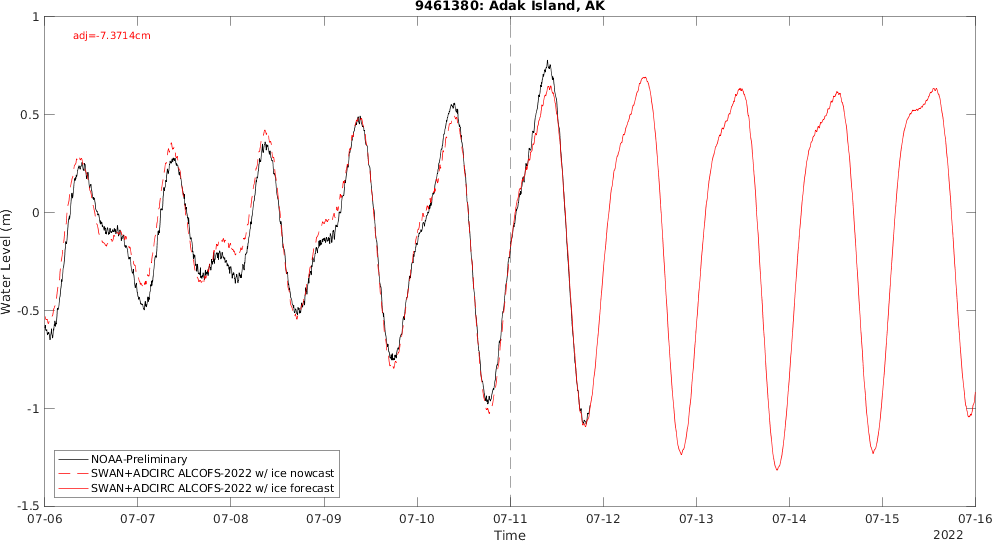 9461380: Adak Island, AK
adj=-7.3714cm
Water Level (m)
1
0.5
0
-0.5
-1
-1.5
NOAA-Preliminary
SWAN+ADCIRC ALCOFS-2022 w/ ice nowcast
SWAN+ADCIRC ALCOFS-2022 w/ ice forecast
07-06 07-07 07-08 07-09 07-10 07-11 07-12 07-13 07-14 07-15 07-16
Time
2022